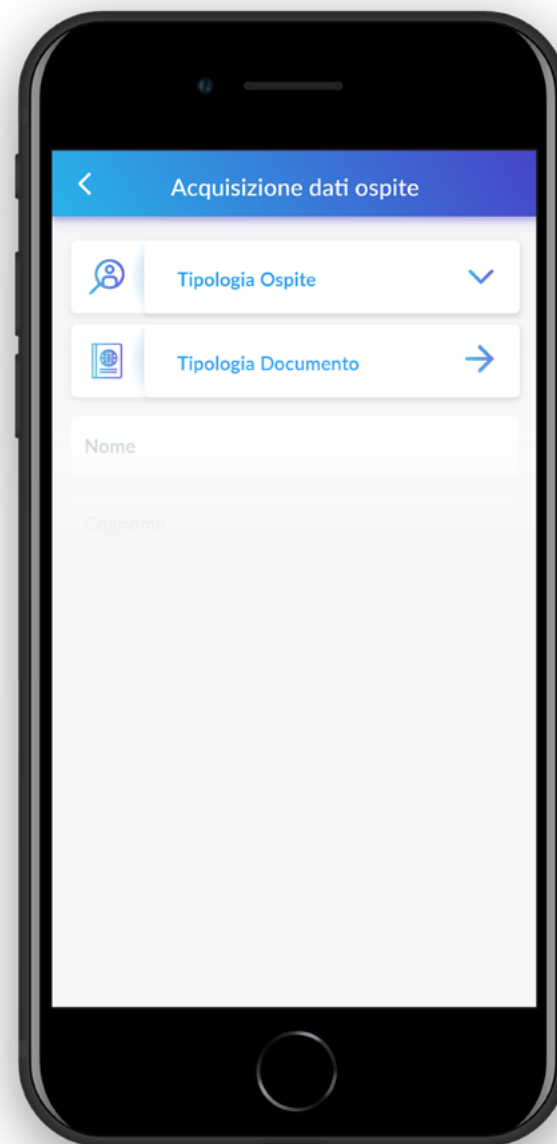 Acquisizione dati ospite
Tipologia Ospite
Tipologia Documento
Nome
Cognome